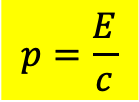 p = E/c